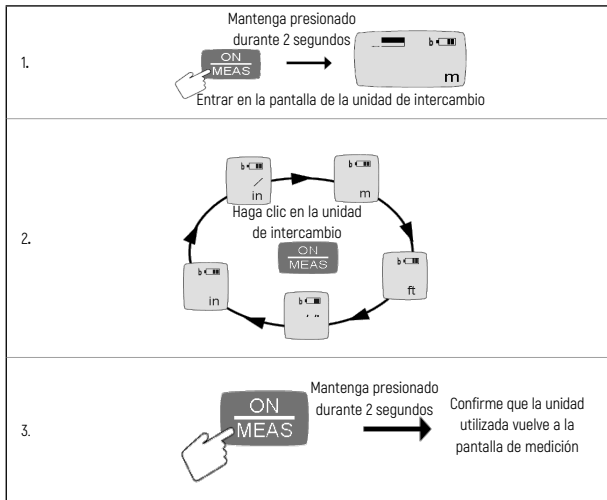 1.
Mantenga presionado
durante 2 segundos
ON
MEAS
b
m
Entrar en la pantalla de la unidad de intercambio
2.
b
in
b
m
Haga clic en la unidad
de intercambio
ON
MEAS
b
in
b
ft
b
' "
3.
ON
MEAS
Mantenga presionado
durante 2 segundos
Confirme que la unidad
utilizada vuelve a la
pantalla de medición